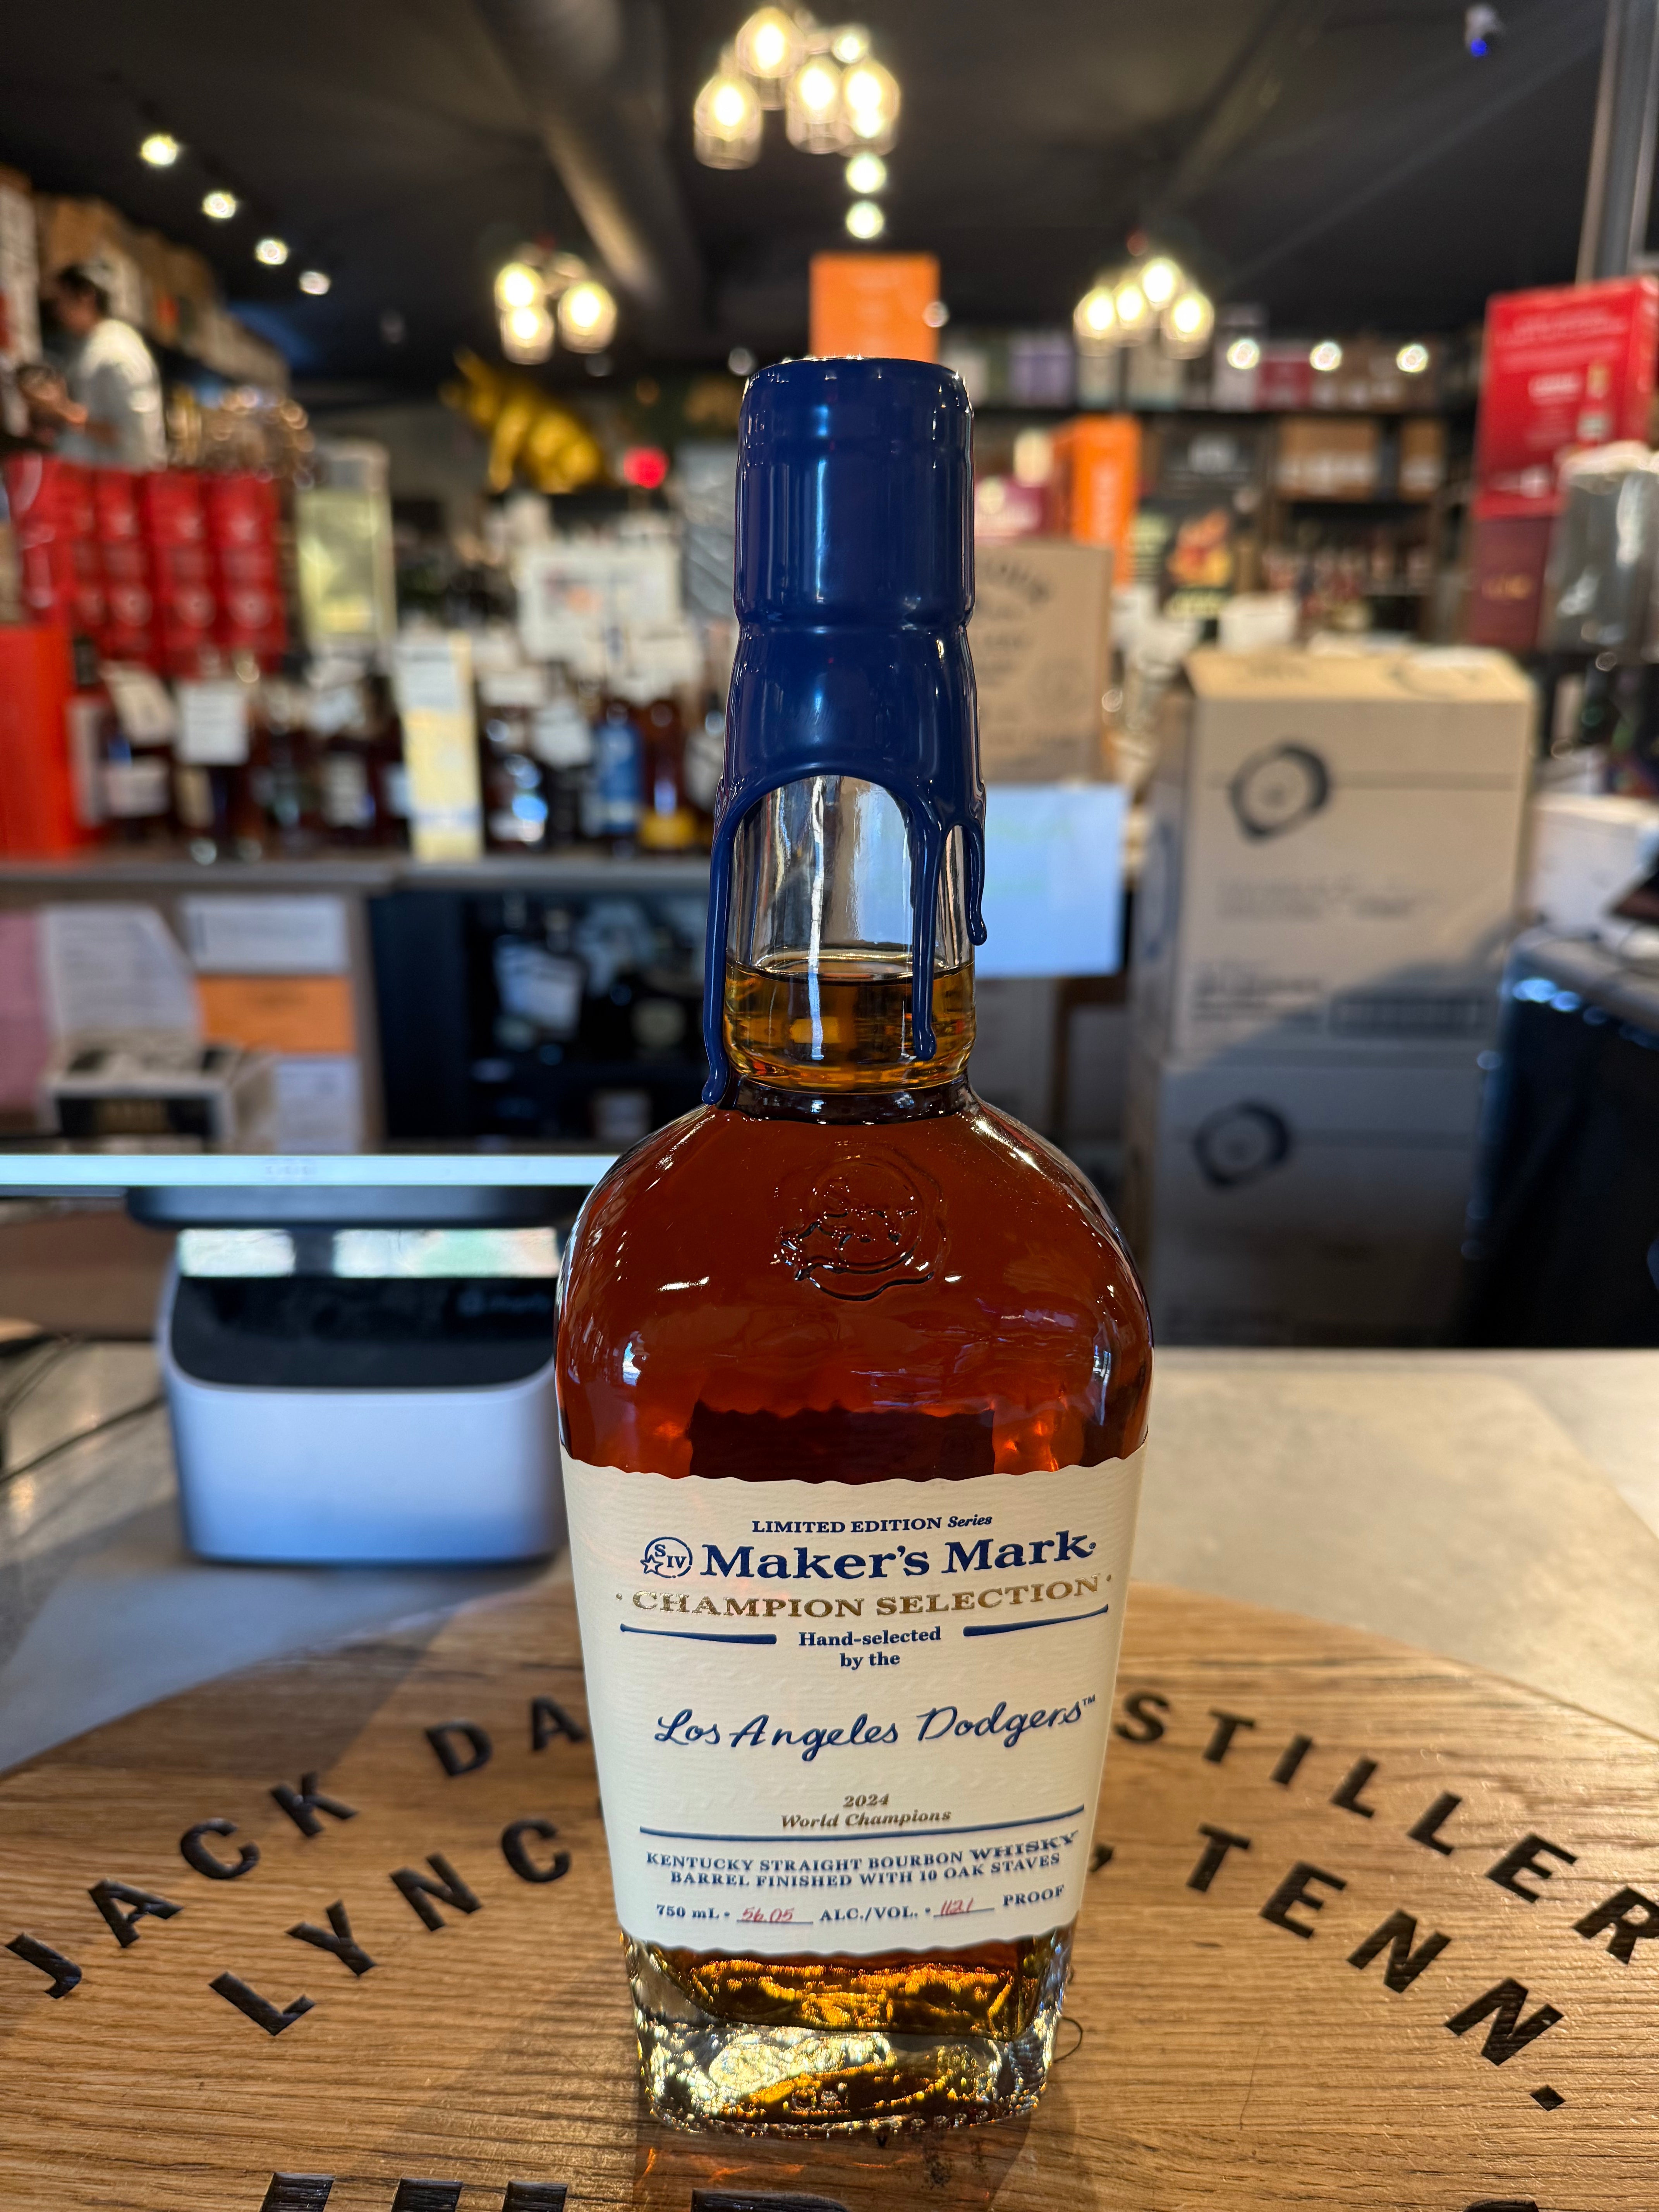 LIMITED EDITION Series
SIV Maker's Mark
CHAMPION SELECTION
Hand-selected
by the
Los Angeles Dodgers™
2024
World Champions
KENTUCKY STRAIGHT BOURBON WHISKY
BARREL FINISHED WITH 10 OAK STAVES
750 mL • 56.05 ALC./VOL. • 112.1 PROOF
JACK DA STILLER
LYNC , TENN.